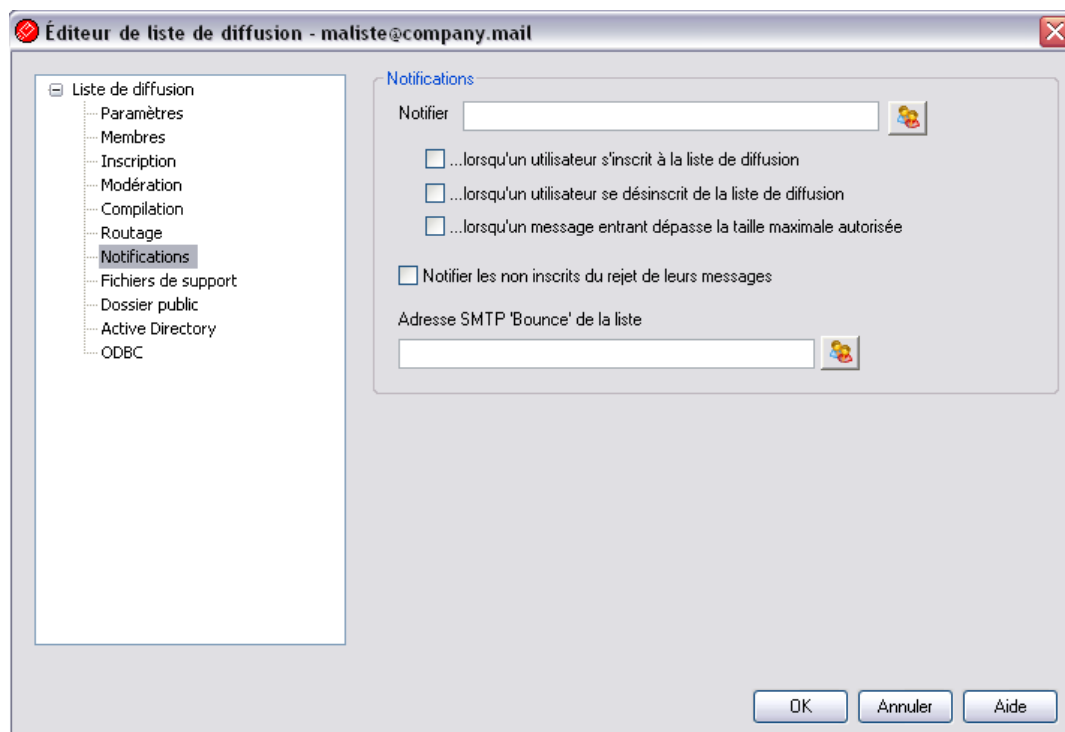 Éditeur de liste de diffusion - maliste@company.mail
Liste de diffusion
Paramètres
Membres
Inscription
Modération
Compilation
Routage
Notifications
Fichiers de support
Dossier public
Active Directory
ODBC
Notifications
Notifier
...lorsqu'un utilisateur s'inscrit à la liste de diffusion
...lorsqu'un utilisateur se désinscrit de la liste de diffusion
...lorsqu'un message entrant dépasse la taille maximale autorisée
Notifier les non inscrits du rejet de leurs messages
Adresse SMTP 'Bounce' de la liste
OK
Annuler
Aide